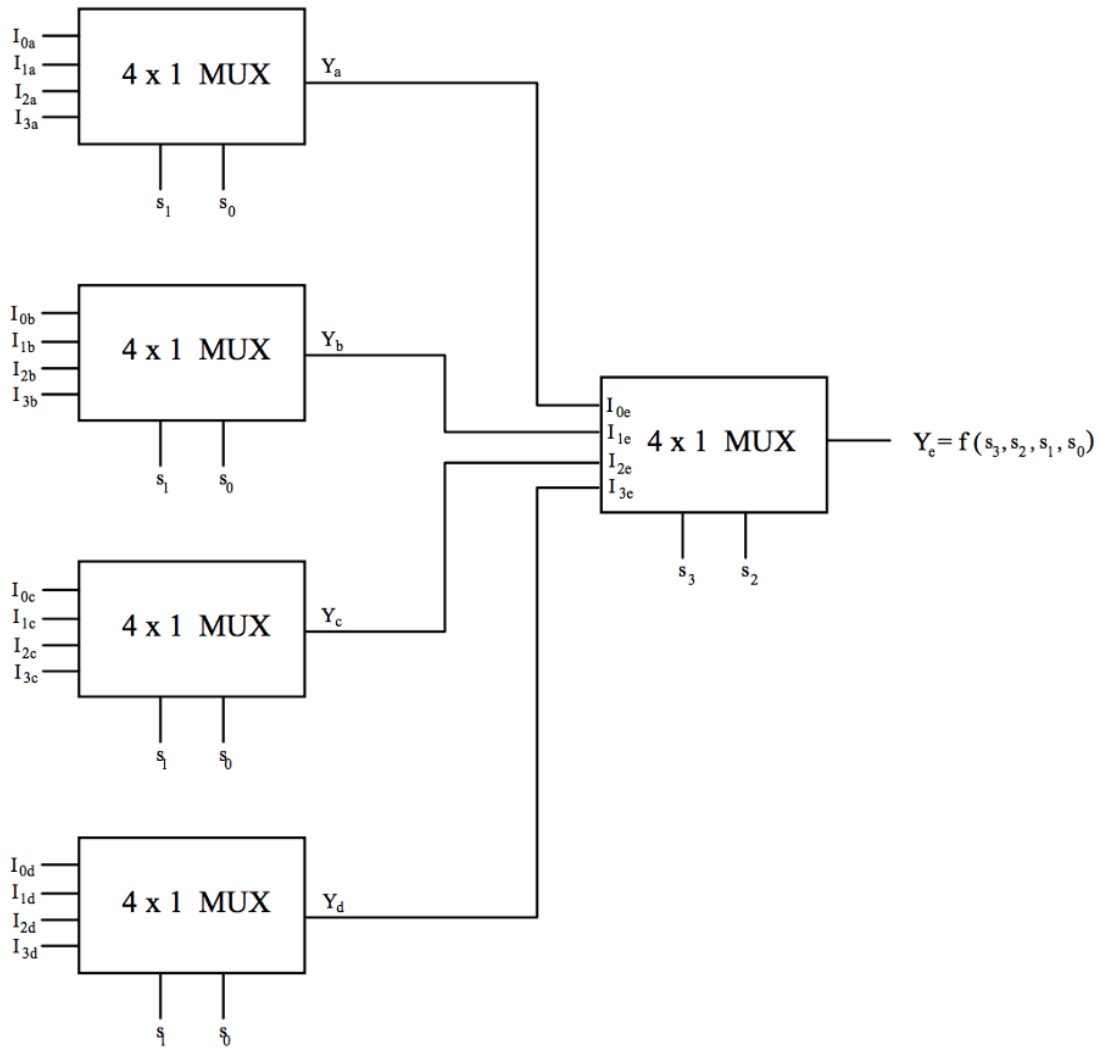 I0a
I1a
I2a
I3a
4 x 1 MUX
Ya
s1 s0
I0b
I1b
I2b
I3b
4 x 1 MUX
Yb
s1 s0
I0e
I1e
I2e
I3e
4 x 1 MUX
Ye = f (s3, s2, s1, s0)
s3 s2
I0c
I1c
I2c
I3c
4 x 1 MUX
Yc
s1 s0
I0d
I1d
I2d
I3d
4 x 1 MUX
Yd
s1 s0